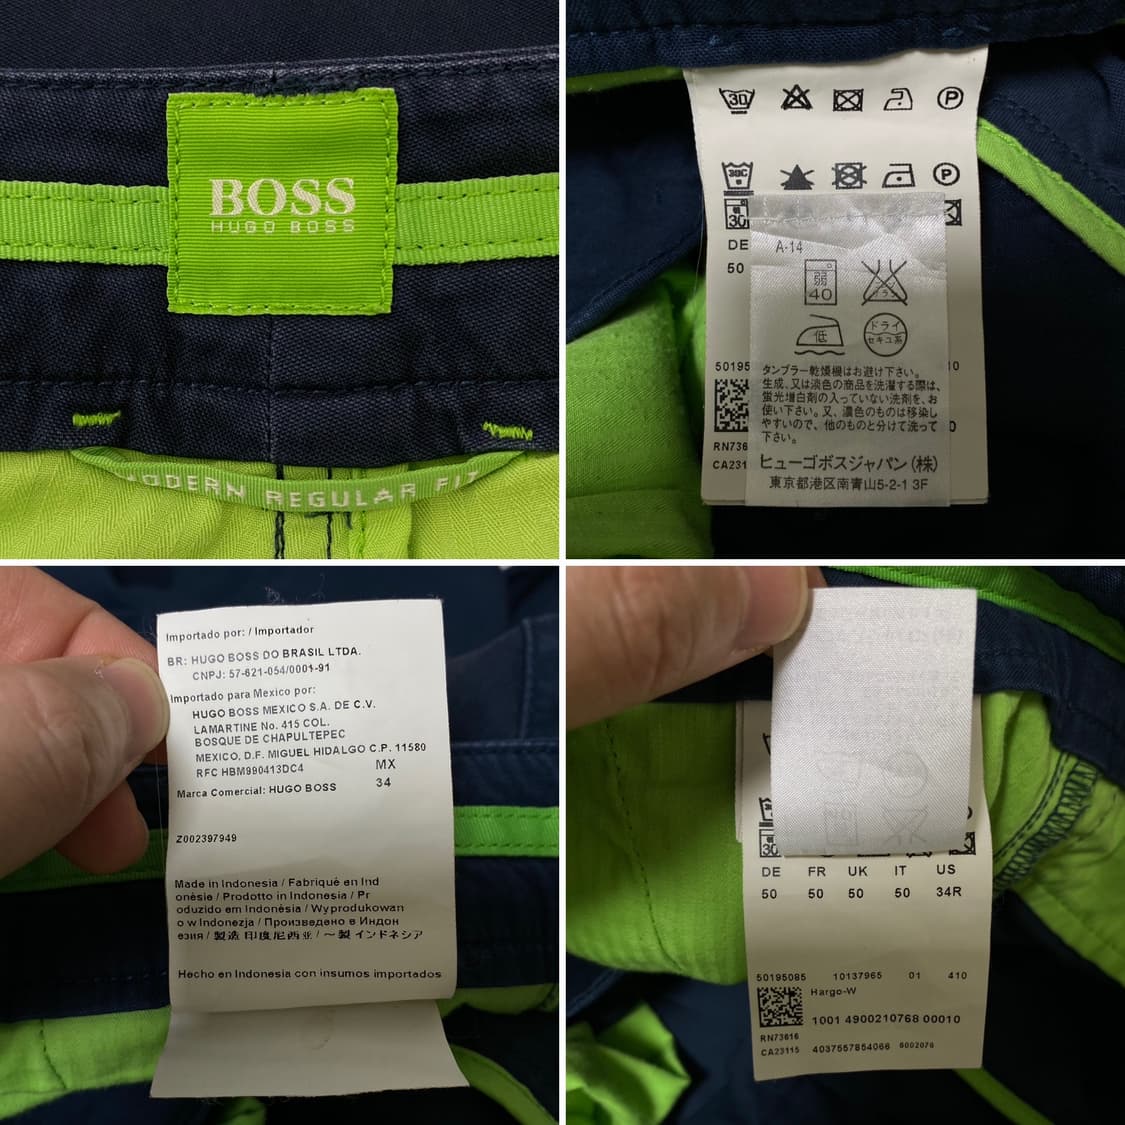 BOSS
HUGO BOSS
MODERN REGULAR FIT
30
30C
30
DE
50
A-14
弱
40
低
ドライ
セキユ系
タンブラー乾燥機はお避け下さい。
生成、又は淡色の商品を洗濯する際は、
蛍光増白剤の入っていない洗剤を、お
使い下さい。又、濃色のものは移染し
やすいので、他のものと分けて洗って
下さい。
ヒューゴボスジャパン(株)
東京都港区南青山5-2-1 3F
50195
10
0
RN736
CA231
Importado por: / Importador
BR: HUGO BOSS DO BRASIL LTDA.
CNPJ: 57-621-054/0001-91
Importado para Mexico por:
HUGO BOSS MEXICO S.A. DE C.V.
LAMARTINE No. 415 COL.
BOSQUE DE CHAPULTEPEC
MEXICO, D.F. MIGUEL HIDALGO C.P. 11580
RFC HBM990413DC4 MX
34
Marca Comercial: HUGO BOSS
Z002397949
Made in Indonesia / Fabriqué en Ind
onésie / Prodotto in Indonesia / Pr
oduzido em Indonésia / Wyprodukowan
o w Indonezja / Произведено в Индон
езия / 製造 印度尼西亚 / ～製 インドネシア
Hecho en Indonesia con insumos importados
30
DE FR UK IT US
50 50 50 50 34R
50195085 10137965 01 410
Hargo-W
1001 4900210768 00010
RN73616
CA23115 4037557854066 6002076